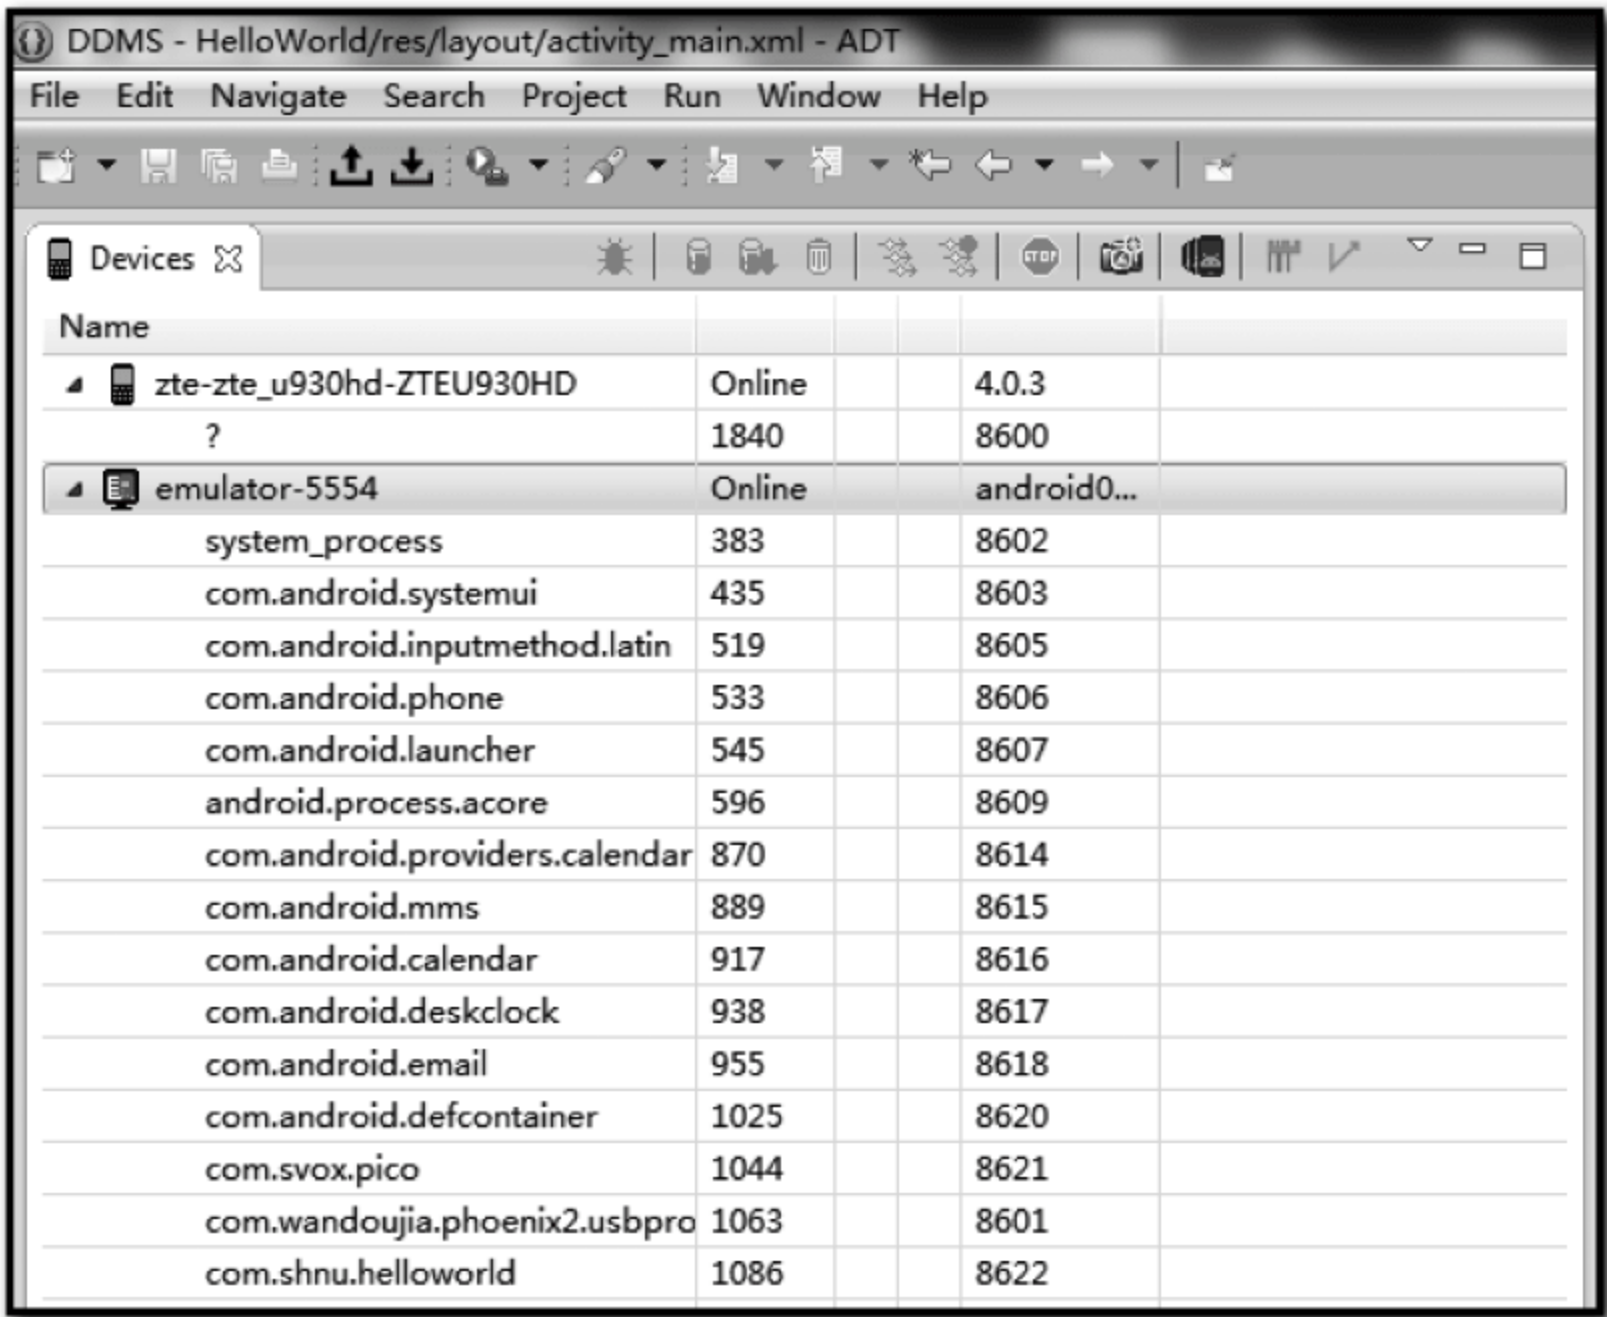 DDMS - HelloWorld/res/layout/activity_main.xml - ADT
File Edit Navigate Search Project Run Window Help
Devices
STOP
Name
zte-zte_u930hd-ZTEU930HD Online 4.0.3
? 1840 8600
emulator-5554 Online android0...
system_process 383 8602
com.android.systemui 435 8603
com.android.inputmethod.latin 519 8605
com.android.phone 533 8606
com.android.launcher 545 8607
android.process.acore 596 8609
com.android.providers.calendar 870 8614
com.android.mms 889 8615
com.android.calendar 917 8616
com.android.deskclock 938 8617
com.android.email 955 8618
com.android.defcontainer 1025 8620
com.svox.pico 1044 8621
com.wandoujia.phoenix2.usbpro 1063 8601
com.shnu.helloworld 1086 8622